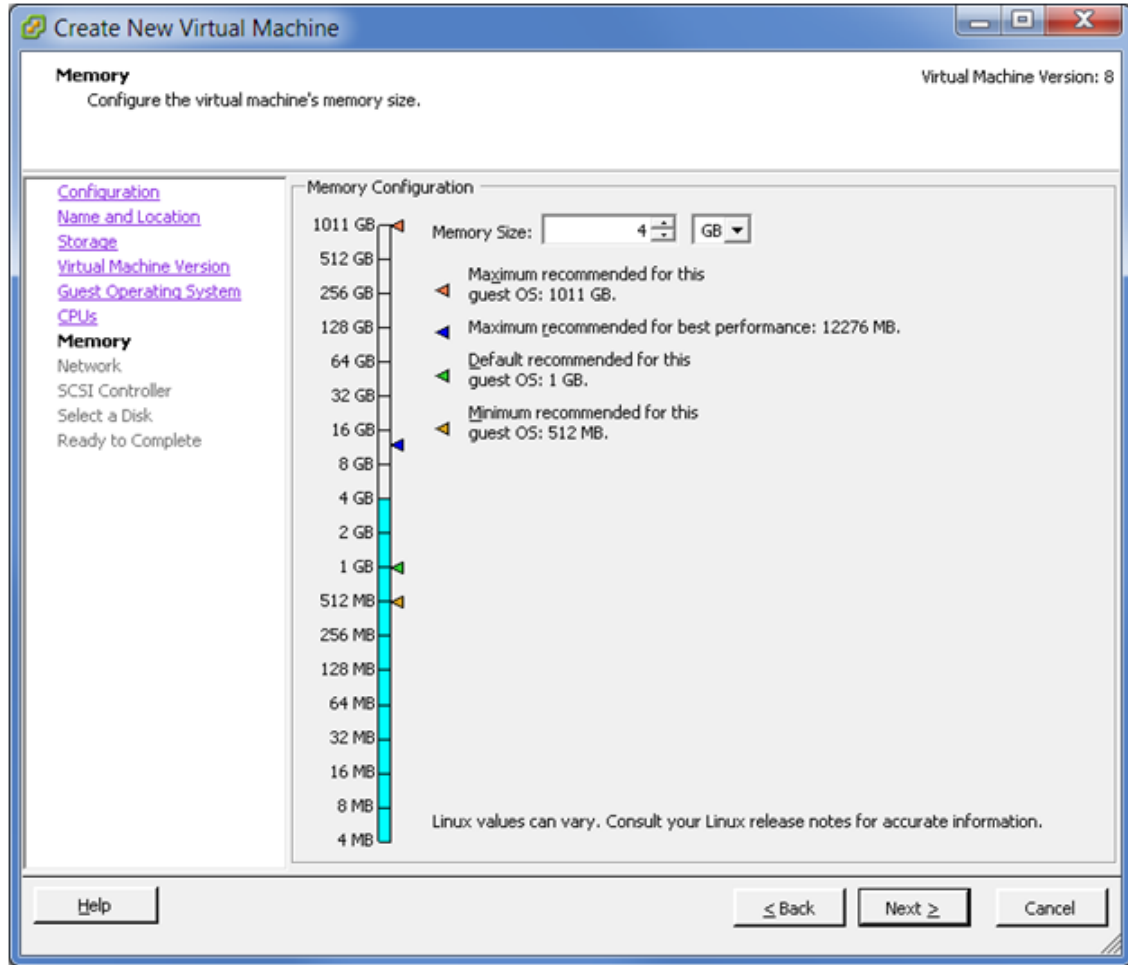 Create New Virtual Machine
Memory
Configure the virtual machine's memory size.
Virtual Machine Version: 8
Configuration
Name and Location
Storage
Virtual Machine Version
Guest Operating System
CPUs
Memory
Network
SCSI Controller
Select a Disk
Ready to Complete
Memory Configuration
1011 GB
512 GB
256 GB
128 GB
64 GB
32 GB
16 GB
8 GB
4 GB
2 GB
1 GB
512 MB
256 MB
128 MB
64 MB
32 MB
16 MB
8 MB
4 MB
Memory Size: 4 GB
Maximum recommended for this
guest OS: 1011 GB.
Maximum recommended for best performance: 12276 MB.
Default recommended for this
guest OS: 1 GB.
Minimum recommended for this
guest OS: 512 MB.
Linux values can vary. Consult your Linux release notes for accurate information.
Help
< Back
Next >
Cancel